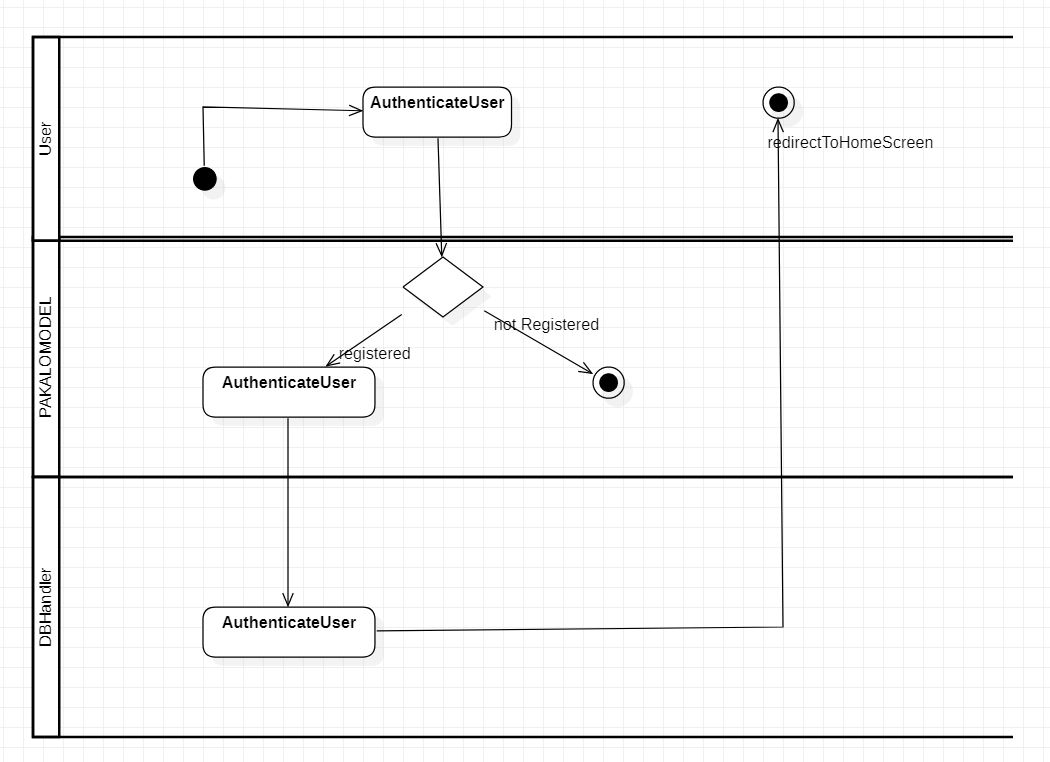 User
AuthenticateUser
redirectToHomeScreen
PAKALOMODEL
not Registered
registered
AuthenticateUser
DBHandler
AuthenticateUser